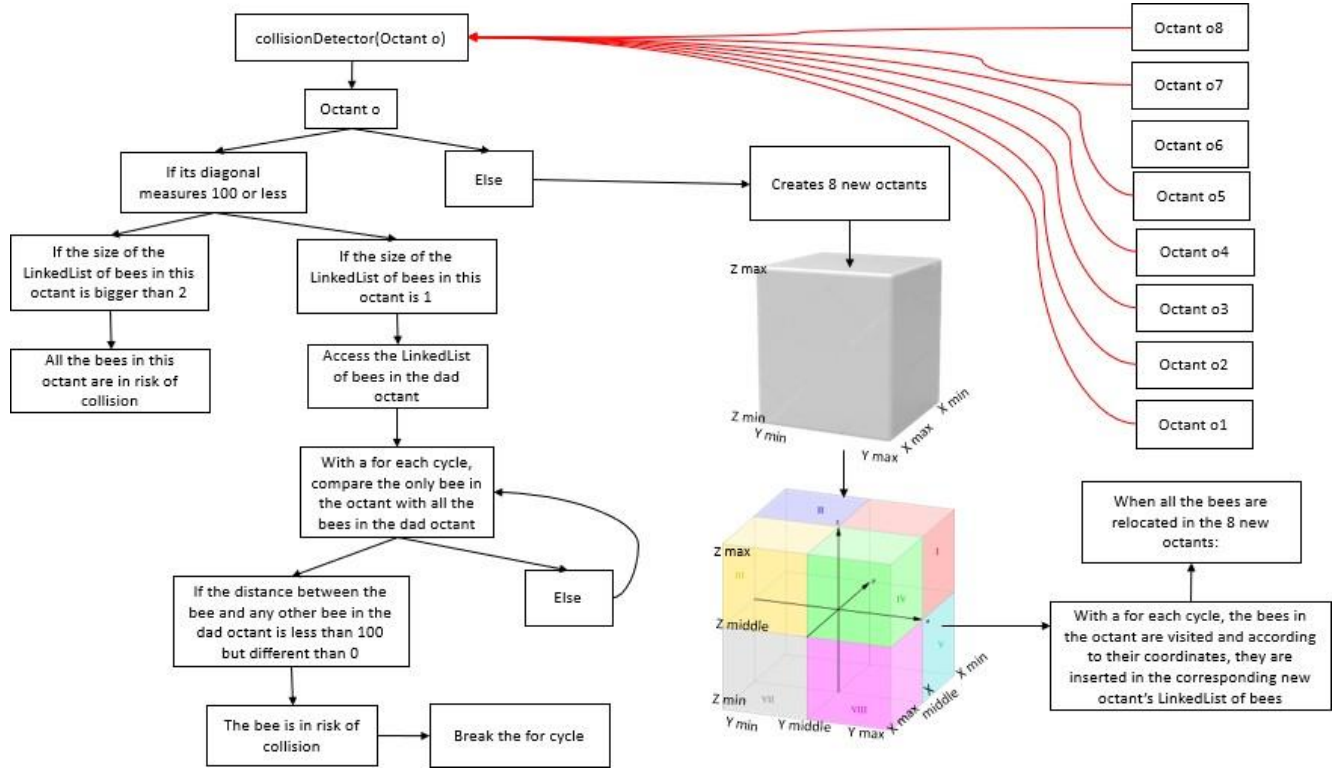 collisionDetector(Octant o)
Octant o
If its diagonal
measures 100 or less
Else
If the size of the
LinkedList of bees in this
octant is bigger than 2
If the size of the
LinkedList of bees in this
octant is 1
All the bees in this
octant are in risk of
collision
Access the LinkedList
of bees in the dad
octant
With a for each cycle,
compare the only bee in
the octant with all the
bees in the dad octant
If the distance between the
bee and any other bee in the
dad octant is less than 100
but different than 0
Else
The bee is in risk of
collision
Break the for cycle
Creates 8 new octants
Z max
Z min
Y min
Y max
X max
X min
II
I
III
IV
V
VII
VIII
Z max
Z middle
Z min
Y min
Y middle
Y max
X max
X
middle
X min
With a for each cycle, the bees in
the octant are visited and according
to their coordinates, they are
inserted in the corresponding new
octant's LinkedList of bees
When all the bees are
relocated in the 8 new
octants:
Octant o8
Octant o7
Octant o6
Octant o5
Octant o4
Octant o3
Octant o2
Octant o1